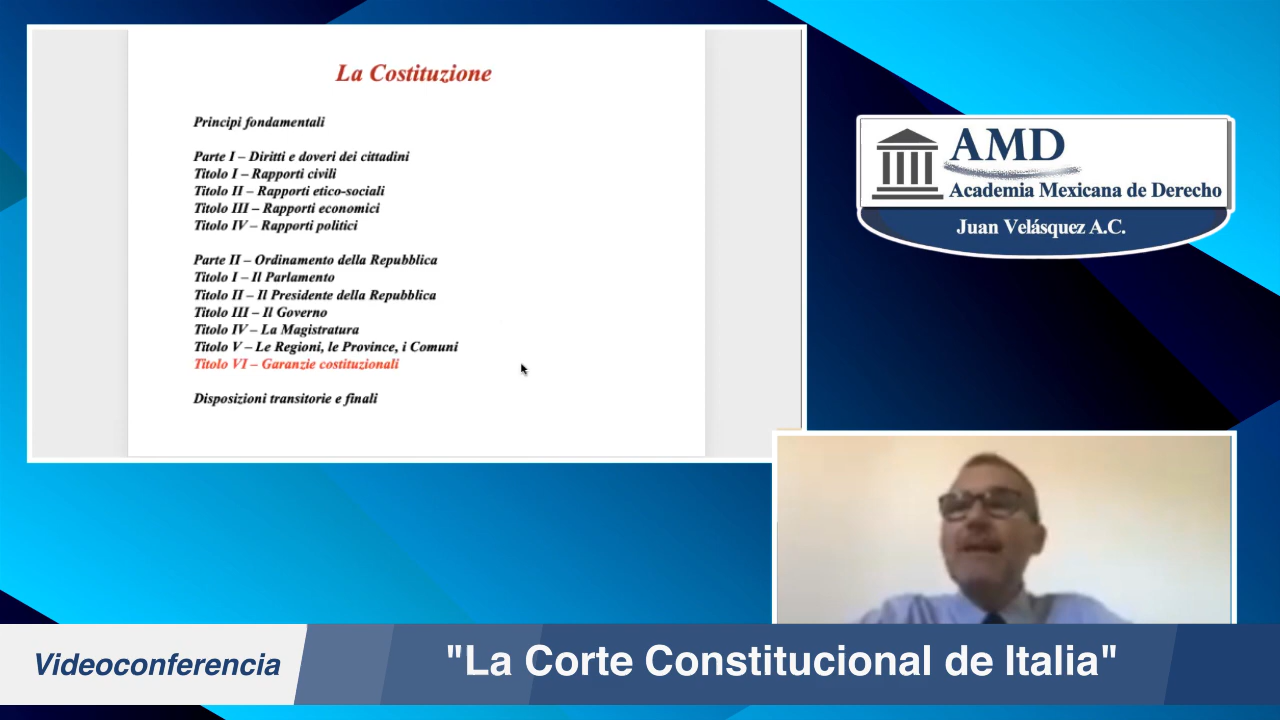 La Costituzione
Principi fondamentali
Parte I – Diritti e doveri dei cittadini
Titolo I – Rapporti civili
Titolo II – Rapporti etico-sociali
Titolo III – Rapporti economici
Titolo IV – Rapporti politici
Parte II – Ordinamento della Repubblica
Titolo I – Il Parlamento
Titolo II – Il Presidente della Repubblica
Titolo III – Il Governo
Titolo IV – La Magistratura
Titolo V – Le Regioni, le Province, i Comuni
Titolo VI – Garanzie costituzionali
Disposizioni transitorie e finali
AMD
Academia Mexicana de Derecho
Juan Velásquez A.C.
Videoconferencia
"La Corte Constitucional de Italia"